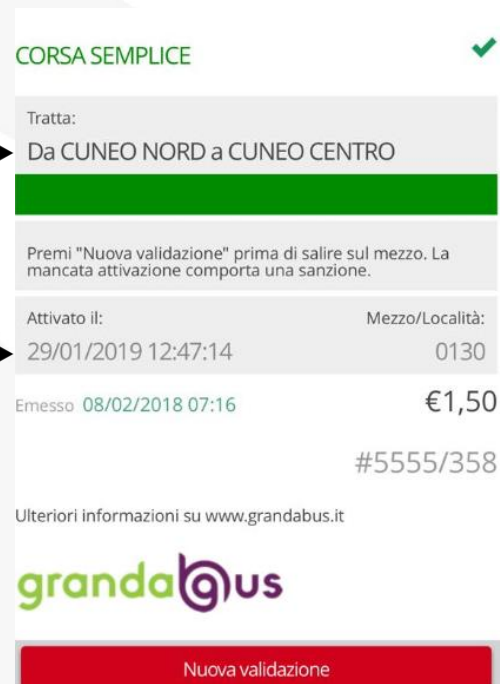 CORSA SEMPLICE
Tratta:
Da CUNEO NORD a CUNEO CENTRO
Premi "Nuova validazione" prima di salire sul mezzo. La
mancata attivazione comporta una sanzione.
Attivato il: Mezzo/Località:
29/01/2019 12:47:14 0130
Emesso 08/02/2018 07:16 €1,50
#5555/358
Ulteriori informazioni su www.grandabus.it
grandabus
Nuova validazione